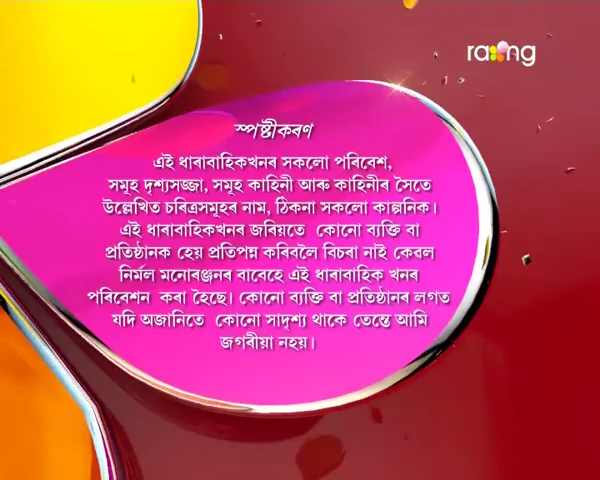 rang
স্পষ্টীকৰণ
এই ধাৰাবাহিকখনৰ সকলো পৰিবেশ,
সমূহ দৃশ্যসজ্জা, সমূহ কাহিনী আৰু কাহিনীৰ সৈতে
উল্লেখিত চৰিত্ৰসমূহৰ নাম, ঠিকনা সকলো কাল্পনিক।
এই ধাৰাবাহিকখনৰ জৰিয়তে কোনো ব্যক্তি বা
প্ৰতিষ্ঠানক হেয় প্ৰতিপন্ন কৰিবলৈ বিচৰা নাই কেৱল
নিৰ্মল মনোৰঞ্জনৰ বাবেহে এই ধাৰাবাহিক খনৰ
পৰিবেশন কৰা হৈছে। কোনো ব্যক্তি বা প্ৰতিষ্ঠানৰ লগত
যদি অজানিতে কোনো সাদৃশ্য থাকে তেন্তে আমি
জগৰীয়া নহয়।